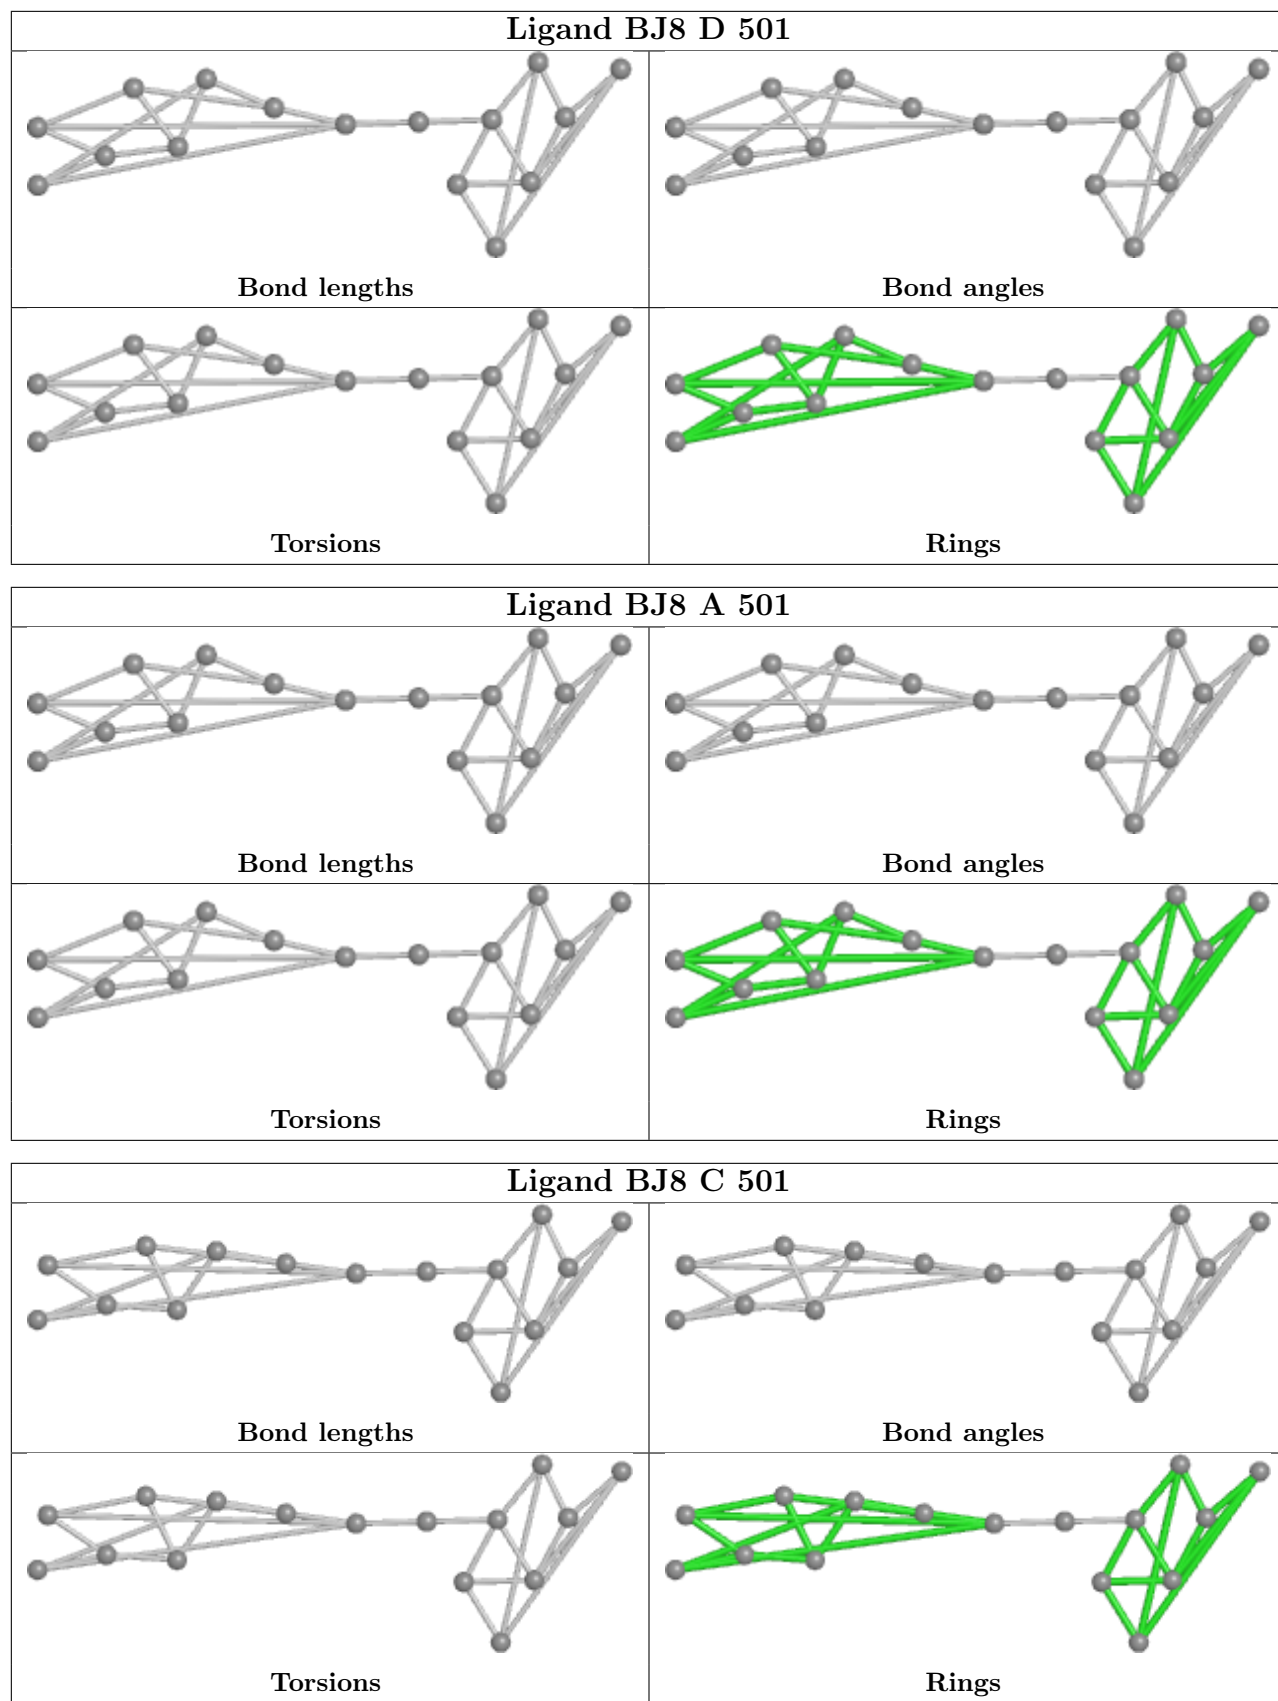 Ligand BJ8 D 501
Bond lengths
Bond angles
Torsions
Rings
Ligand BJ8 A 501
Bond lengths
Bond angles
Torsions
Rings
Ligand BJ8 C 501
Bond lengths
Bond angles
Torsions
Rings